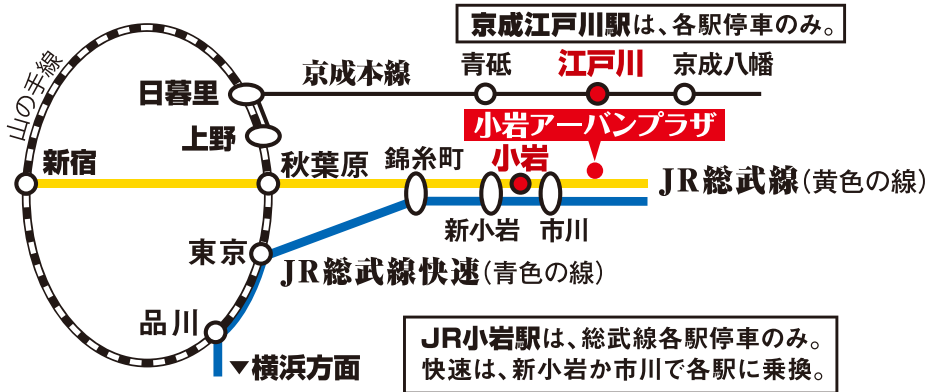 京成江戸川駅は、各駅停車のみ。
山の手線
京成本線
青砥
江戸川
京成八幡
日暮里
上野
小岩アーバンプラザ
新宿
秋葉原
錦糸町
小岩
JR総武線(黄色の線)
新小岩
市川
東京
JR総武線快速(青色の線)
品川
▼横浜方面
JR小岩駅は、総武線各駅停車のみ。
快速は、新小岩か市川で各駅に乗換。